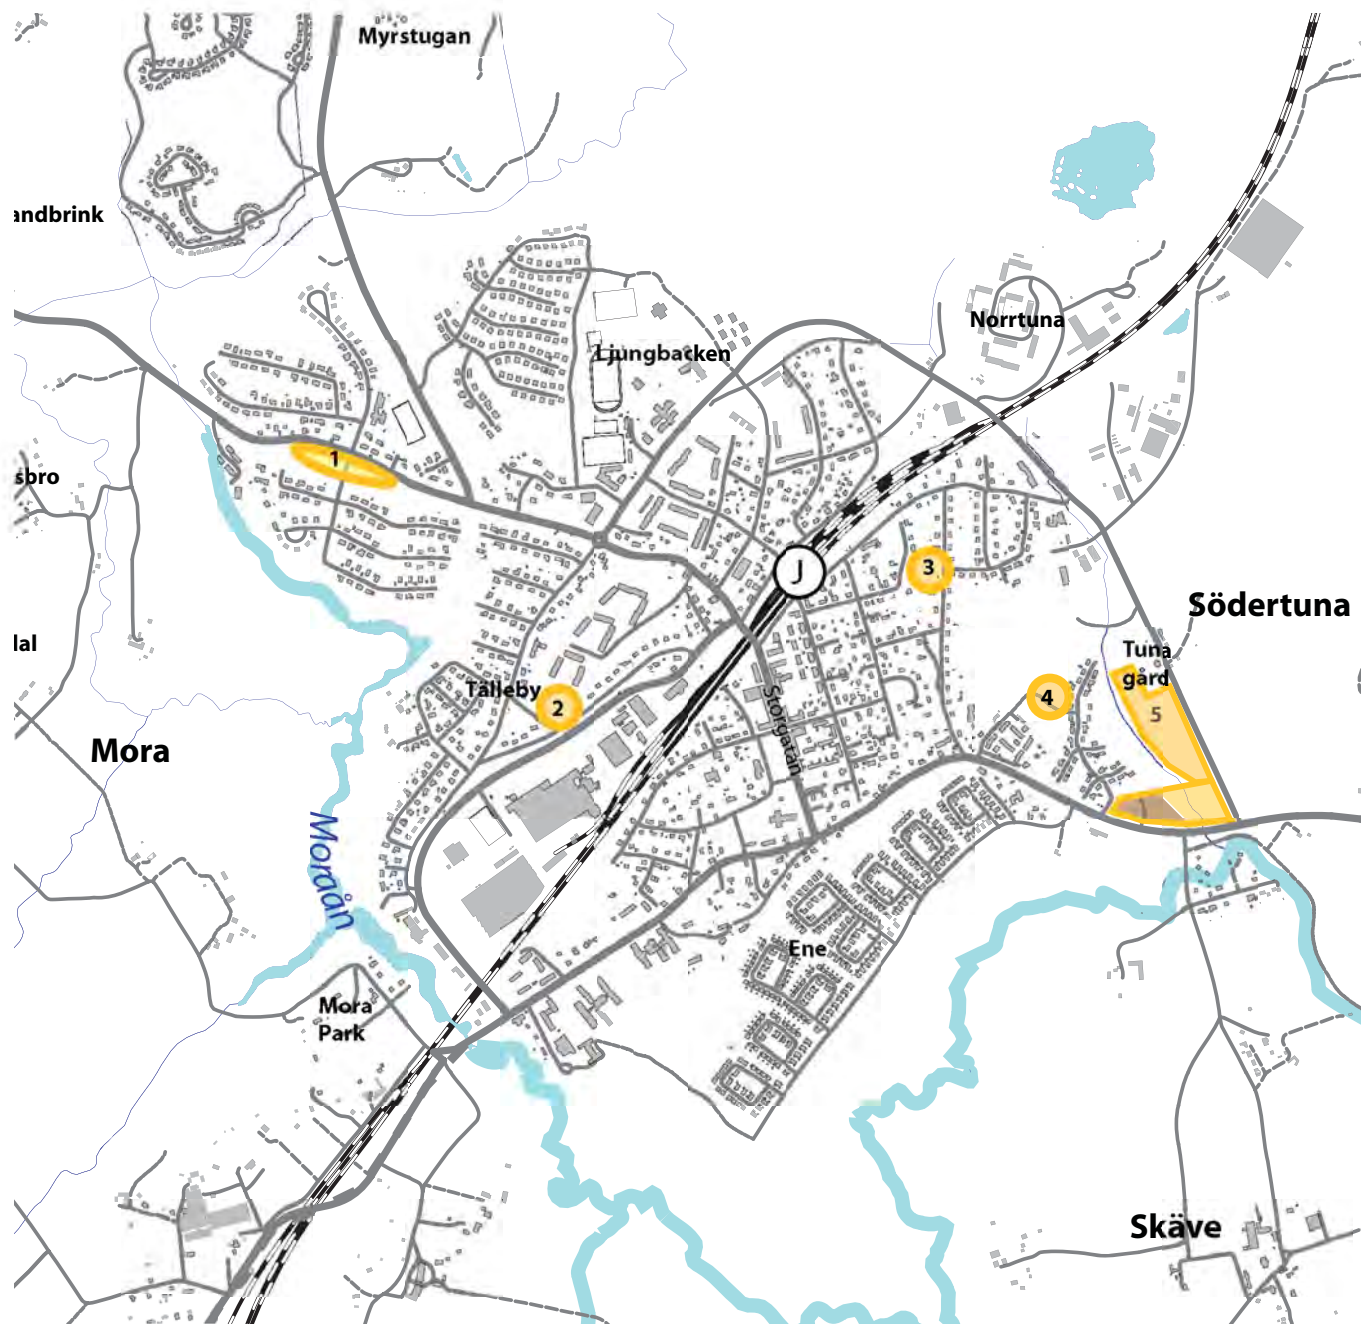 Myrstugan
andbrink
Norrtuna
Ljungbacken
1
sbro
J
3
Södertuna
lal
Tuna
gård
Tälleby
2
4
5
Storgatan
Mora
Moraån
Ene
Mora
Park
Skäve